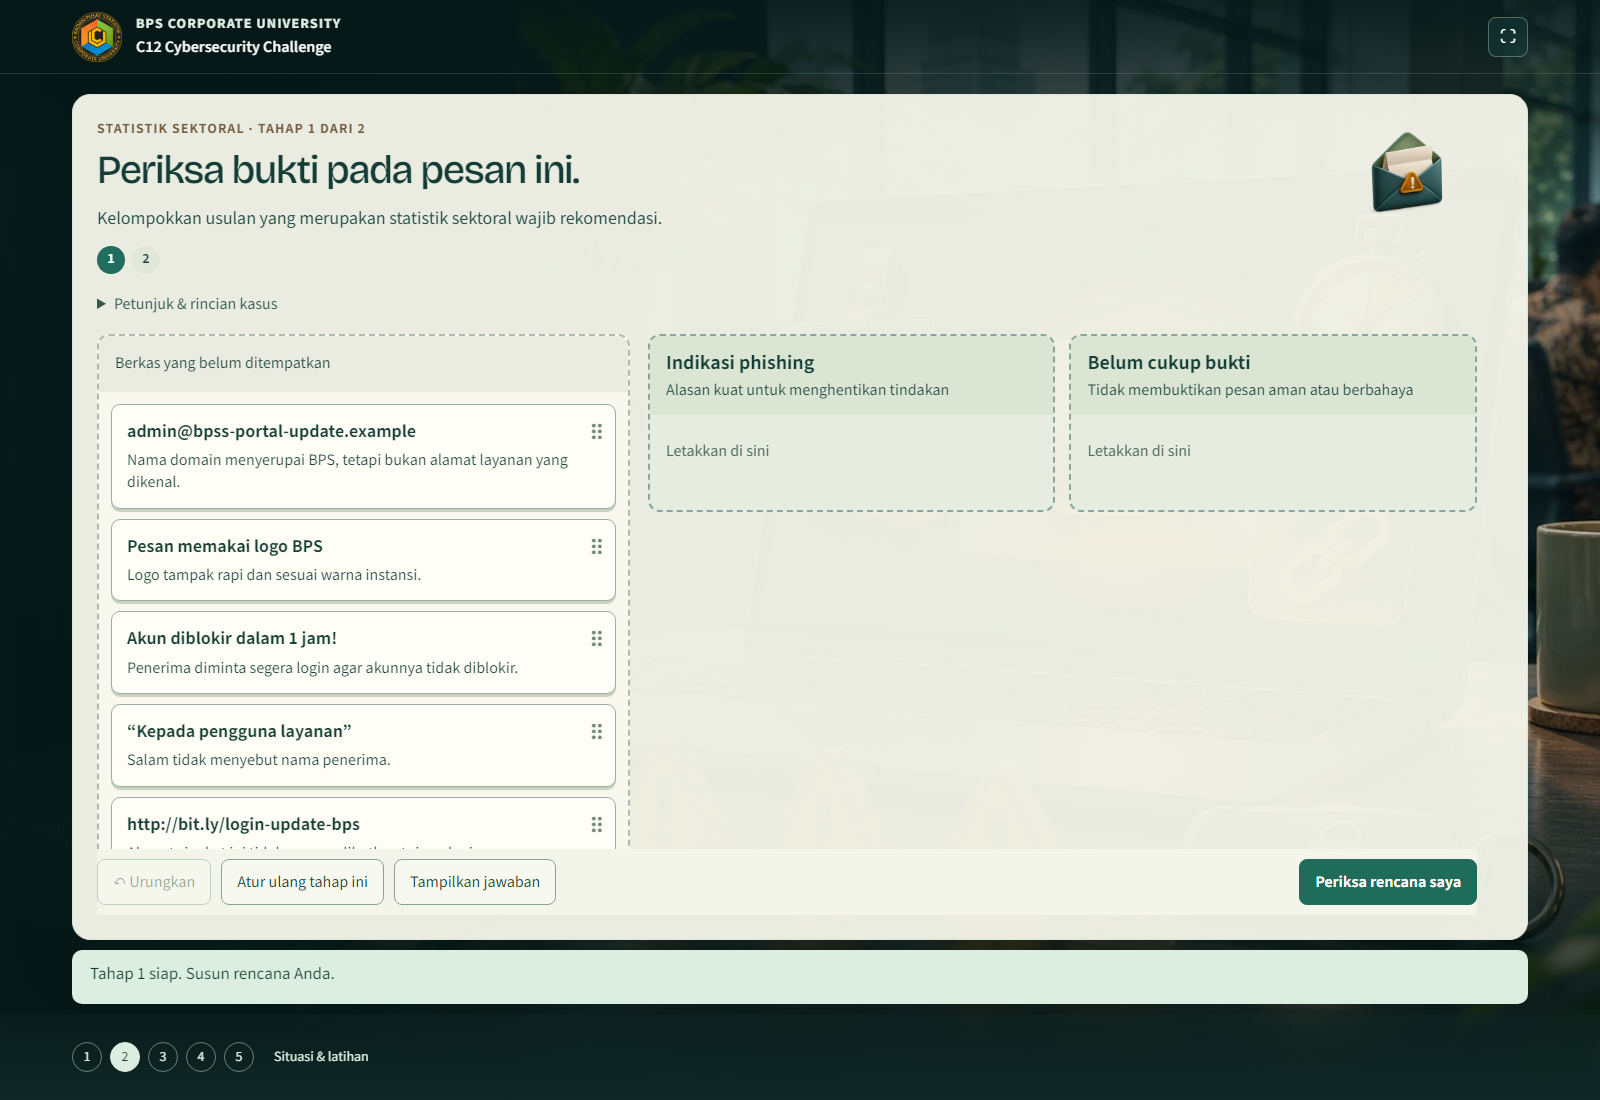 BPS CORPORATE UNIVERSITY
C12 Cybersecurity Challenge
STATISTIK SEKTORAL · TAHAP 1 DARI 2
Periksa bukti pada pesan ini.
Kelompokkan usulan yang merupakan statistik sektoral wajib rekomendasi.
1
2
Petunjuk & rincian kasus
Berkas yang belum ditempatkan
admin@bpss-portal-update.example
Nama domain menyerupai BPS, tetapi bukan alamat layanan yang
dikenal.
Pesan memakai logo BPS
Logo tampak rapi dan sesuai warna instansi.
Akun diblokir dalam 1 jam!
Penerima diminta segera login agar akunnya tidak diblokir.
“Kepada pengguna layanan”
Salam tidak menyebut nama penerima.
http://bit.ly/login-update-bps
Indikasi phishing
Alasan kuat untuk menghentikan tindakan
Letakkan di sini
Belum cukup bukti
Tidak membuktikan pesan aman atau berbahaya
Letakkan di sini
Urungkan
Atur ulang tahap ini
Tampilkan jawaban
Periksa rencana saya
Tahap 1 siap. Susun rencana Anda.
1
2
3
4
5
Situasi & latihan